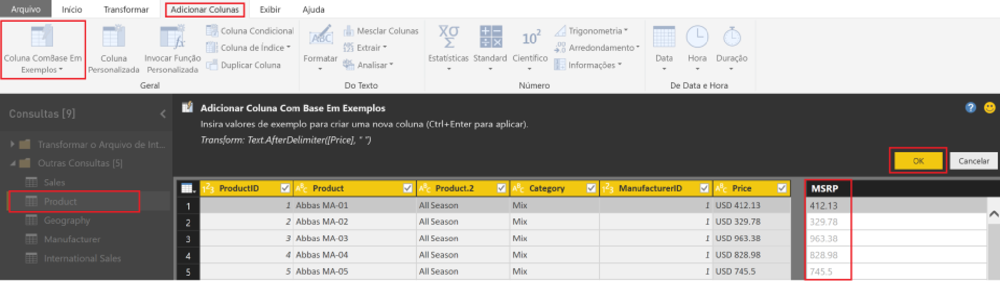 Arquivo Início Transformar Adicionar Colunas Exibir Ajuda
Coluna ComBase Em
Exemplos
Coluna
Personalizada
Invocar Função
Personalizada
fx
Coluna Condicional
Coluna de Índice
Duplicar Coluna
Geral
ABC
Formatar
Mesclar Colunas
Extrair
Analisar
Do Texto
Estatísticas
Standard
10²
Científico
Trigonometria
Arredondamento
Informações
Número
Data
Hora
Duração
De Data e Hora
Consultas [9]
Transformar o Arquivo de Int...
Outras Consultas [5]
Sales
Product
Geography
Manufacturer
International Sales
Adicionar Coluna Com Base Em Exemplos
Insira valores de exemplo para criar uma nova coluna (Ctrl+Enter para aplicar).
Transform: Text.AfterDelimiter([Price], " ")
OK Cancelar
ProductID Product Product.2 Category ManufacturerID Price MSRP
1 1 Abbas MA-01 All Season Mix 1 USD 412.13 412.13
2 2 Abbas MA-02 All Season Mix 1 USD 329.78 329.78
3 3 Abbas MA-03 All Season Mix 1 USD 963.38 963.38
4 4 Abbas MA-04 All Season Mix 1 USD 828.98 828.98
5 5 Abbas MA-05 All Season Mix 1 USD 745.5 745.5